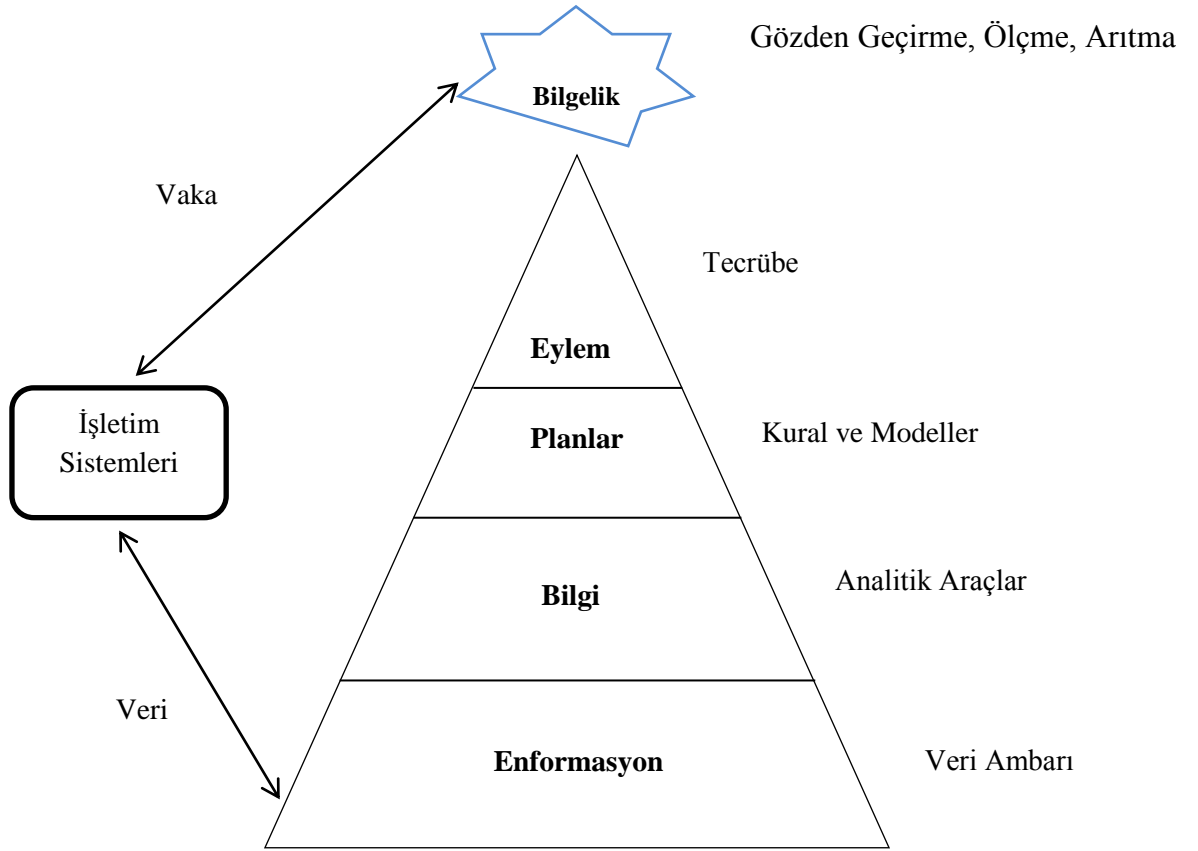 Gözden Geçirme, Ölçme, Arıtma
Bilgelik
Vaka
Tecrübe
Eylem
İşletim
Sistemleri
Planlar
Kural ve Modeller
Bilgi
Analitik Araçlar
Veri
Enformasyon
Veri Ambarı